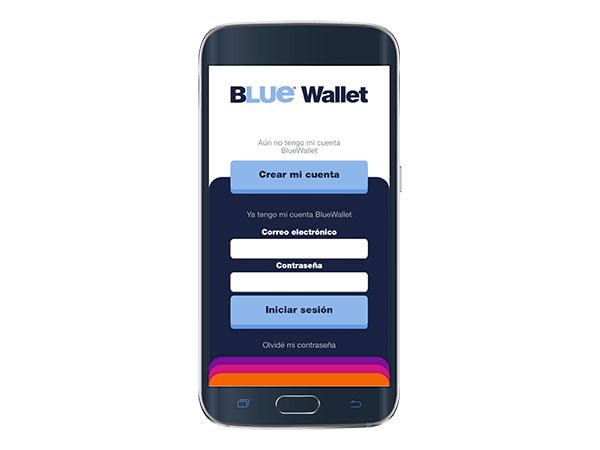 BLUE Wallet
Aún no tengo mi cuenta
BlueWallet
Crear mi cuenta
Ya tengo mi cuenta BlueWallet
Correo electrónico
Contraseña
Iniciar sesión
Olvidé mi contraseña